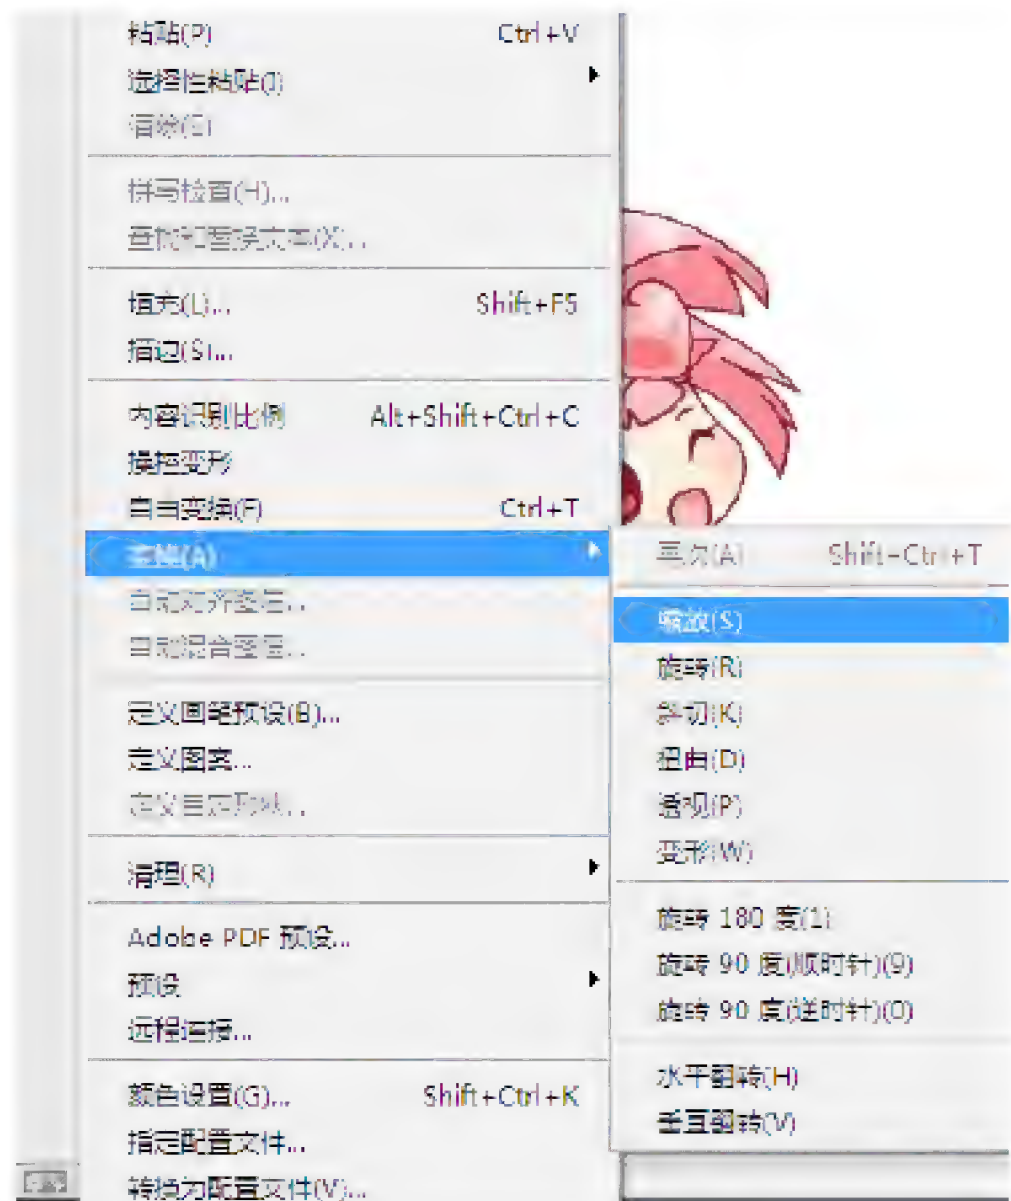 粘贴(P) Ctrl+V
选择性粘贴(I)
清除(E)
拼写检查(H)...
查找和替换文本(X)...
填充(L)... Shift+F5
描边(S)...
内容识别比例 Alt+Shift+Ctrl+C
操控变形
自由变换(F) Ctrl+T
变换(A)
自动对齐图层...
自动混合图层...
定义画笔预设(B)...
定义图案...
定义自定形状...
清理(R)
Adobe PDF 预设...
预设
远程连接...
颜色设置(G)... Shift+Ctrl+K
指定配置文件...
转换为配置文件(V)...
再次(A) Shift+Ctrl+T
缩放(S)
旋转(R)
斜切(K)
扭曲(D)
透视(P)
变形(W)
旋转 180 度(1)
旋转 90 度(顺时针)(9)
旋转 90 度(逆时针)(0)
水平翻转(H)
垂直翻转(V)